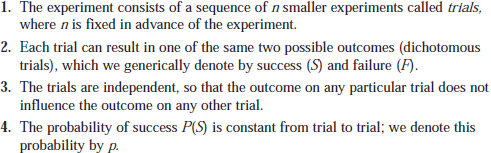 1. The experiment consists of a sequence of n smaller experiments called trials,
where n is fixed in advance of the experiment.
2. Each trial can result in one of the same two possible outcomes (dichotomous
trials), which we generically denote by success (S) and failure (F).
3. The trials are independent, so that the outcome on any particular trial does not
influence the outcome on any other trial.
4. The probability of success P(S) is constant from trial to trial; we denote this
probability by p.